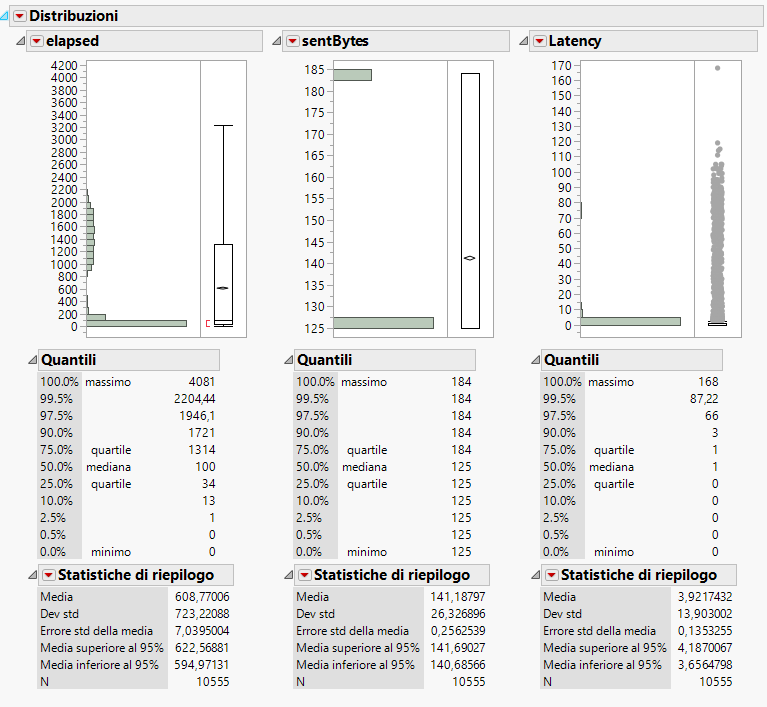 Distribuzioni
elapsed
4200
4000
3800
3600
3400
3200
3000
2800
2600
2400
2200
2000
1800
1600
1400
1200
1000
800
600
400
200
0
Quantili
100.0% massimo 4081
99.5% 2204,44
97.5% 1946,1
90.0% 1721
75.0% quartile 1314
50.0% mediana 100
25.0% quartile 34
10.0% 13
2.5% 1
0.5% 0
0.0% minimo 0
Statistiche di riepilogo
Media 608,77006
Dev std 723,22088
Errore std della media 7,0395004
Media superiore al 95% 622,56881
Media inferiore al 95% 594,97131
N 10555
sentBytes
185
180
175
170
165
160
155
150
145
140
135
130
125
Quantili
100.0% massimo 184
99.5% 184
97.5% 184
90.0% 184
75.0% quartile 184
50.0% mediana 125
25.0% quartile 125
10.0% 125
2.5% 125
0.5% 125
0.0% minimo 125
Statistiche di riepilogo
Media 141,18797
Dev std 26,326896
Errore std della media 0,2562539
Media superiore al 95% 141,69027
Media inferiore al 95% 140,68566
N 10555
Latency
170
160
150
140
130
120
110
100
90
80
70
60
50
40
30
20
10
0
Quantili
100.0% massimo 168
99.5% 87,22
97.5% 66
90.0% 3
75.0% quartile 1
50.0% mediana 1
25.0% quartile 0
10.0% 0
2.5% 0
0.5% 0
0.0% minimo 0
Statistiche di riepilogo
Media 3,9217432
Dev std 13,903002
Errore std della media 0,1353255
Media superiore al 95% 4,1870067
Media inferiore al 95% 3,6564798
N 10555